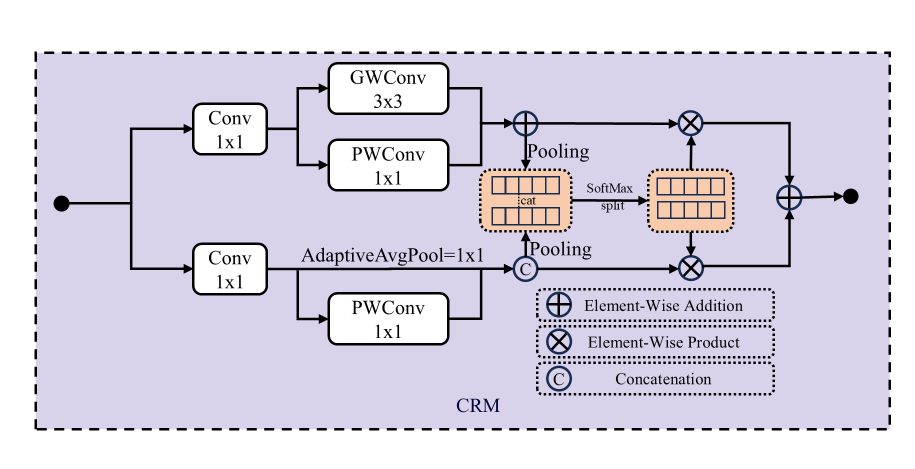 GWConv
3x3
Conv
1x1
PWConv
1x1
Pooling
cat
SoftMax
split
Pooling
Conv
1x1
AdaptiveAvgPool=1x1
C
PWConv
1x1
Element-Wise Addition
Element-Wise Product
C Concatenation
CRM